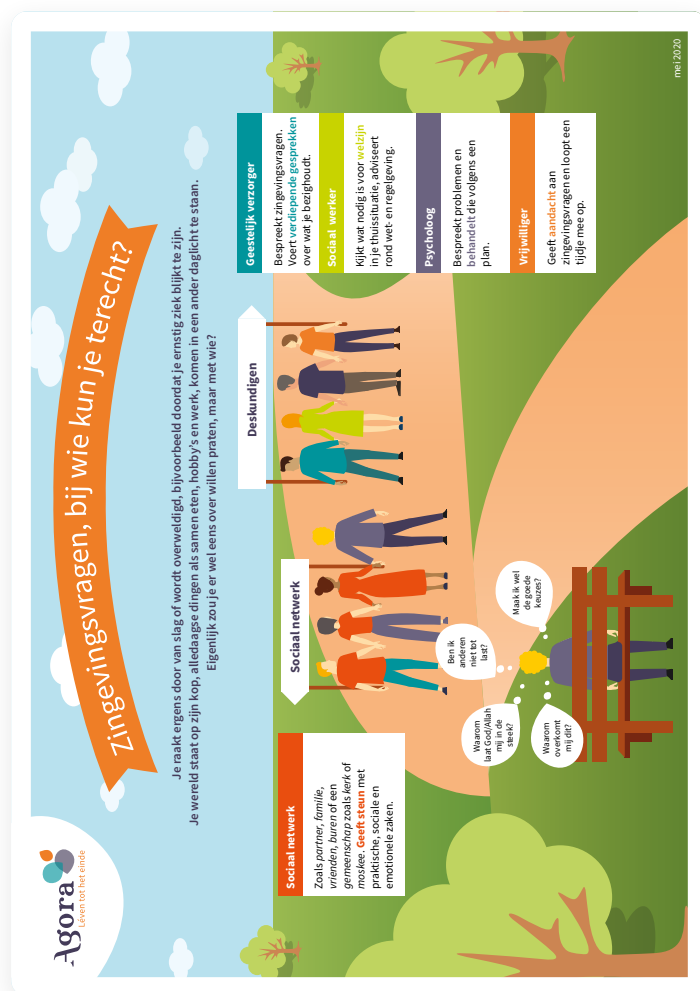 Agora
Léven tot het einde
Zingevingsvragen, bij wie kun je terecht?
Je raakt ergens door van slag of wordt overweldigd, bijvoorbeeld doordat je ernstig ziek blijkt te zijn.
Je wereld staat op zijn kop, alledaagse dingen als samen eten, hobby's en werk, komen in een ander daglicht te staan.
Eigenlijk zou je er wel eens over willen praten, maar met wie?
Sociaal netwerk
Zoals partner, familie,
vrienden, buren of een
gemeenschap zoals kerk of
moskee. Geeft steun met
praktische, sociale en
emotionele zaken.
Sociaal netwerk
Deskundigen
Geestelijk verzorger
Bespreekt zingevingsvragen.
Voert verdiepende gesprekken
over wat je bezighoudt.
Sociaal werker
Kijkt wat nodig is voor welzijn
in je thuissituatie, adviseert
rond wet- en regelgeving.
Psycholoog
Bespreekt problemen en
behandelt die volgens een
plan.
Vrijwilliger
Geeft aandacht aan
zingevingsvragen en loopt een
tijdje mee op.
Waarom
laat God/Allah
mij in de
steek?
Waarom
overkomt
mij dit?
Ben ik
anderen
niet tot
last?
Maak ik wel
de goede
keuzes?
mei 2020